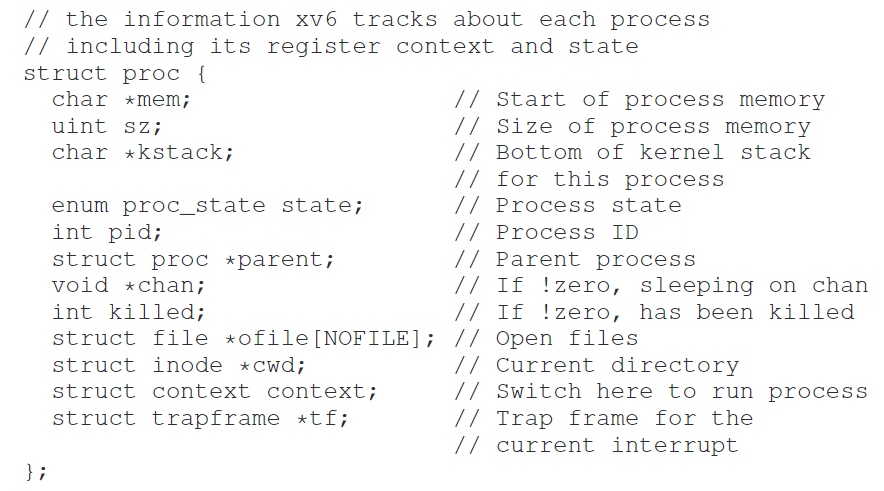 // the information xv6 tracks about each process
// including its register context and state
struct proc {
  char *mem;                   // Start of process memory
  uint sz;                     // Size of process memory
  char *kstack;                // Bottom of kernel stack
                               // for this process
  enum proc_state state;       // Process state
  int pid;                     // Process ID
  struct proc *parent;         // Parent process
  void *chan;                  // If !zero, sleeping on chan
  int killed;                  // If !zero, has been killed
  struct file *ofile[NOFILE];  // Open files
  struct inode *cwd;           // Current directory
  struct context context;      // Switch here to run process
  struct trapframe *tf;        // Trap frame for the
                               // current interrupt
};